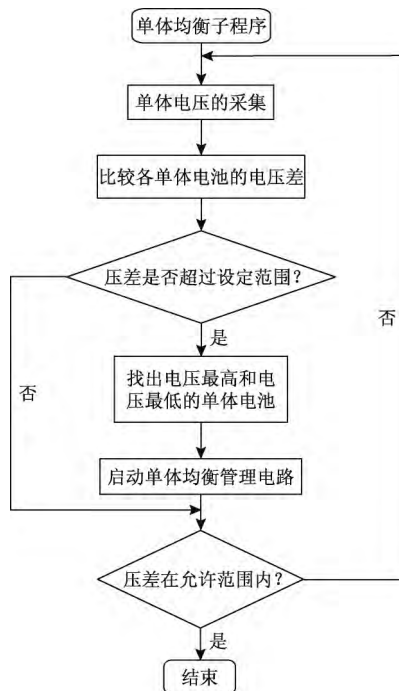 单体均衡子程序
单体电压的采集
比较各单体电池的电压差
压差是否超过设定范围？
是
否
否
找出电压最高和电
压最低的单体电池
启动单体均衡管理电路
压差在允许范围内？
是
结束